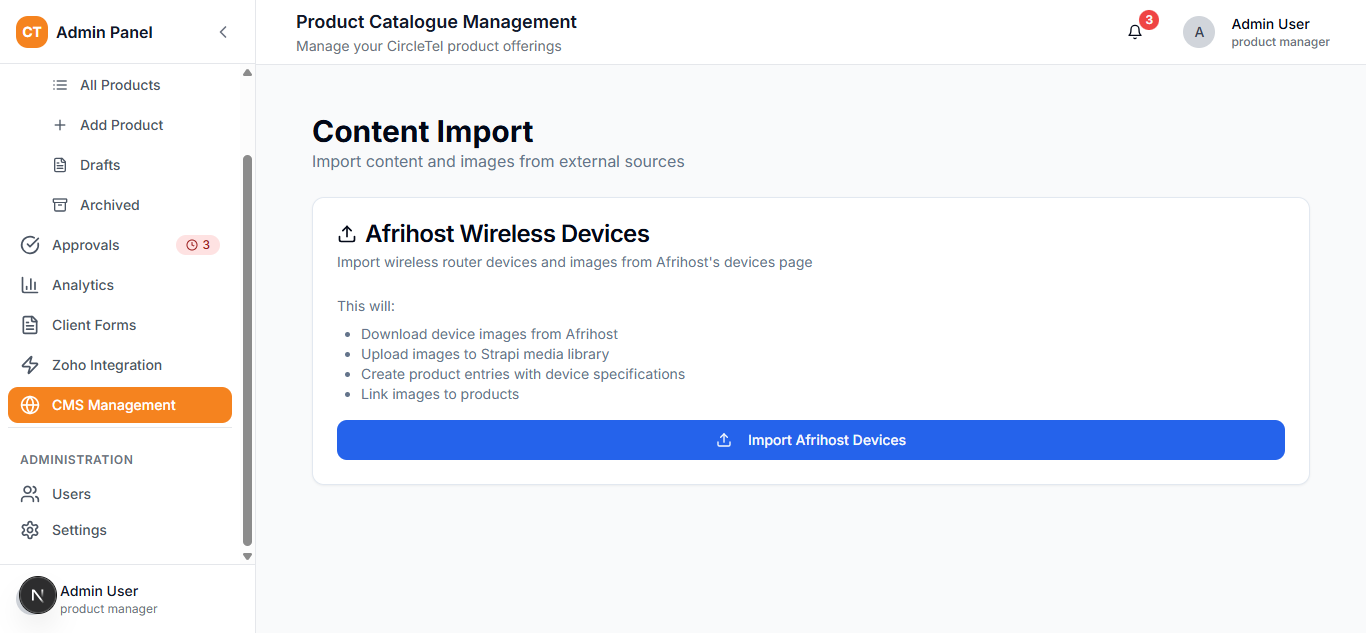 CT Admin Panel
All Products
Add Product
Drafts
Archived
Approvals 3
Analytics
Client Forms
Zoho Integration
CMS Management
ADMINISTRATION
Users
Settings
N Admin User
product manager
Product Catalogue Management
Manage your CircleTel product offerings
3
A
Admin User
product manager
Content Import
Import content and images from external sources
Afrihost Wireless Devices
Import wireless router devices and images from Afrihost's devices page
This will:
Download device images from Afrihost
Upload images to Strapi media library
Create product entries with device specifications
Link images to products
Import Afrihost Devices